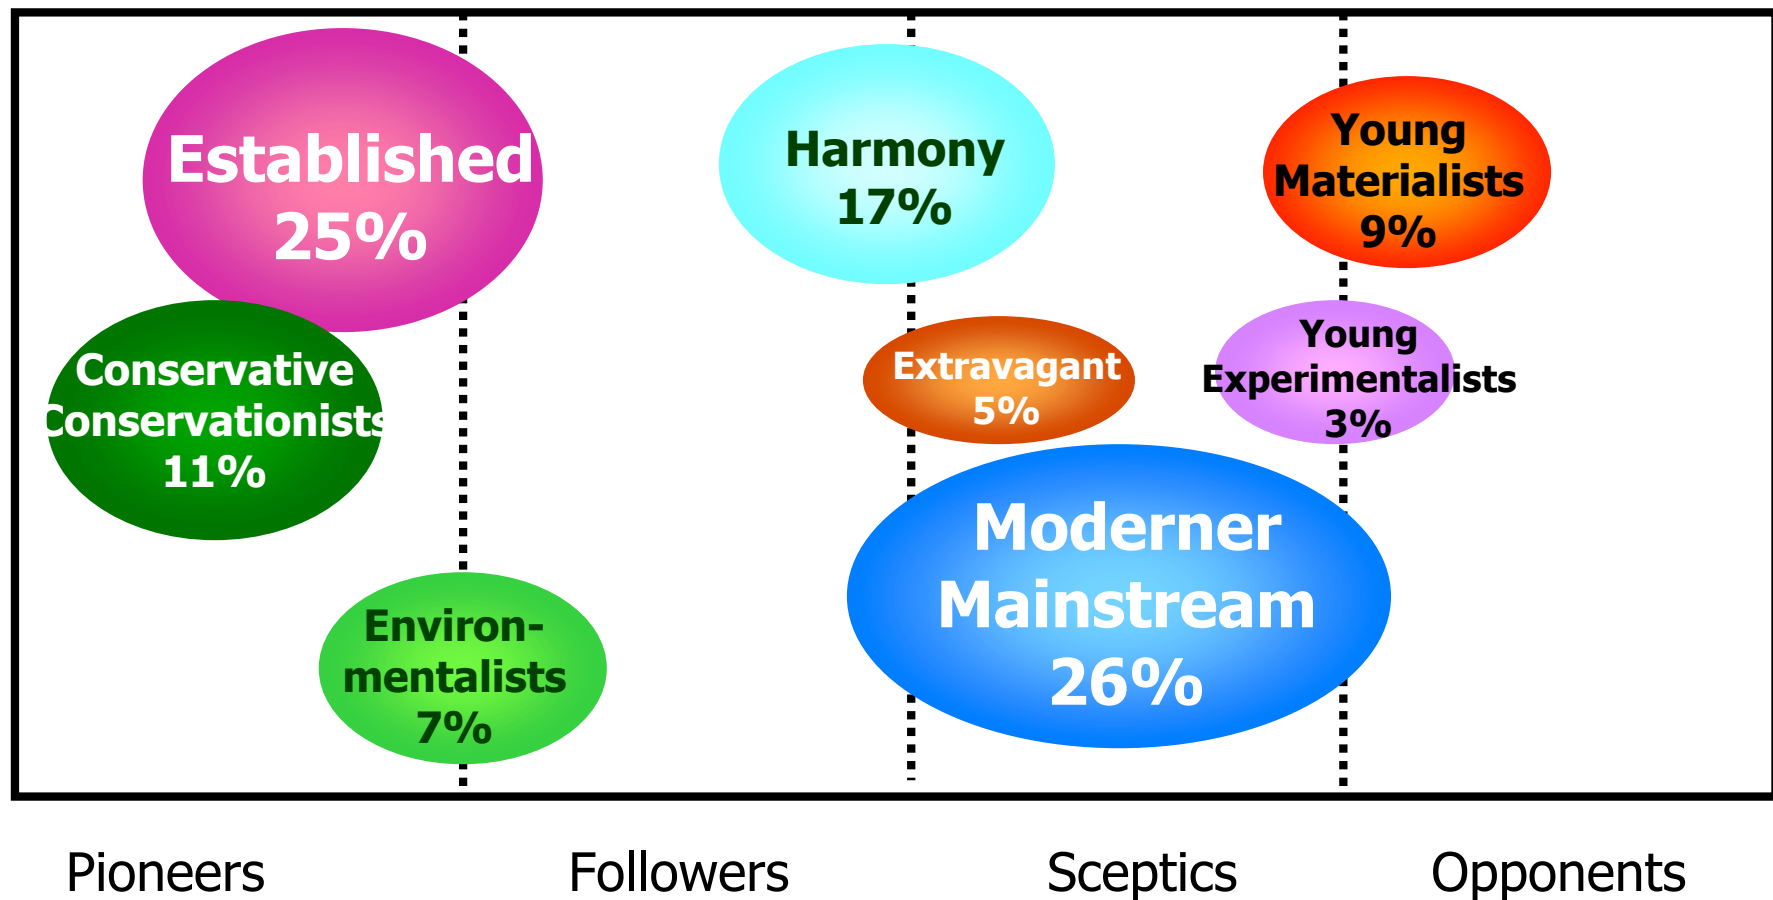 Established
25%
Harmony
17%
Young
Materialists
9%
Conservative
Conservationists
11%
Extravagant
5%
Young
Experimentalists
3%
Environ-
mentalists
7%
Moderner
Mainstream
26%
Pioneers
Followers
Sceptics
Opponents